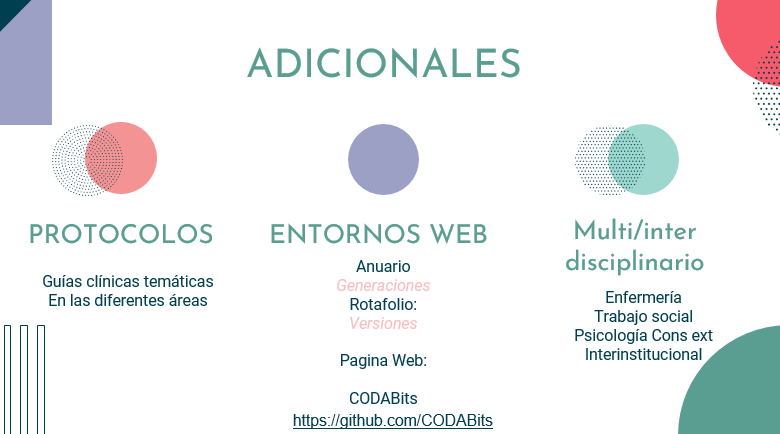 ADICIONALES
PROTOCOLOS
Guías clínicas temáticas
En las diferentes áreas
ENTORNOS WEB
Anuario
Generaciones
Rotafolio:
Versiones
Pagina Web:
CODABits
https://github.com/CODABits
Multi/inter
disciplinario
Enfermería
Trabajo social
Psicología Cons ext
Interinstitucional